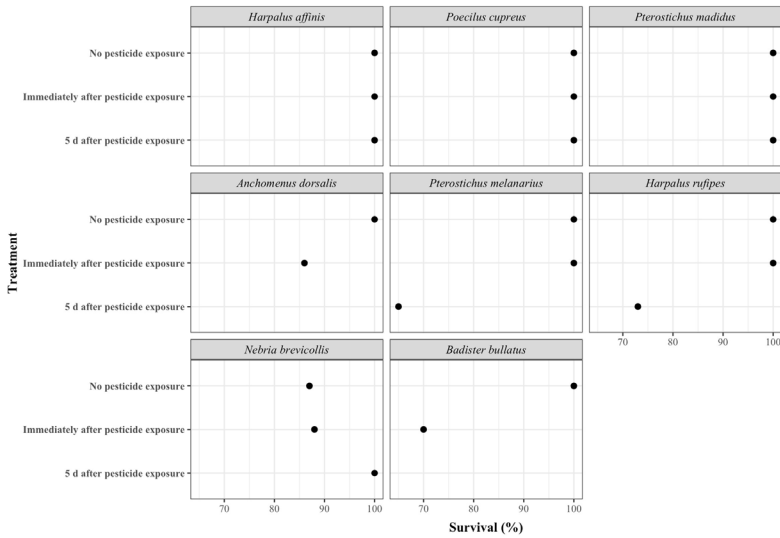 Harpalus affinis
Poecilus cupreus
Pterostichus madidus
No pesticide exposure
Immediately after pesticide exposure
5 d after pesticide exposure
Anchomenus dorsalis
Pterostichus melanarius
Harpalus rufipes
No pesticide exposure
Immediately after pesticide exposure
5 d after pesticide exposure
70 80 90 100
Nebria brevicollis
Badister bullatus
No pesticide exposure
Immediately after pesticide exposure
5 d after pesticide exposure
70 80 90 100
70 80 90 100
Treatment
Survival (%)